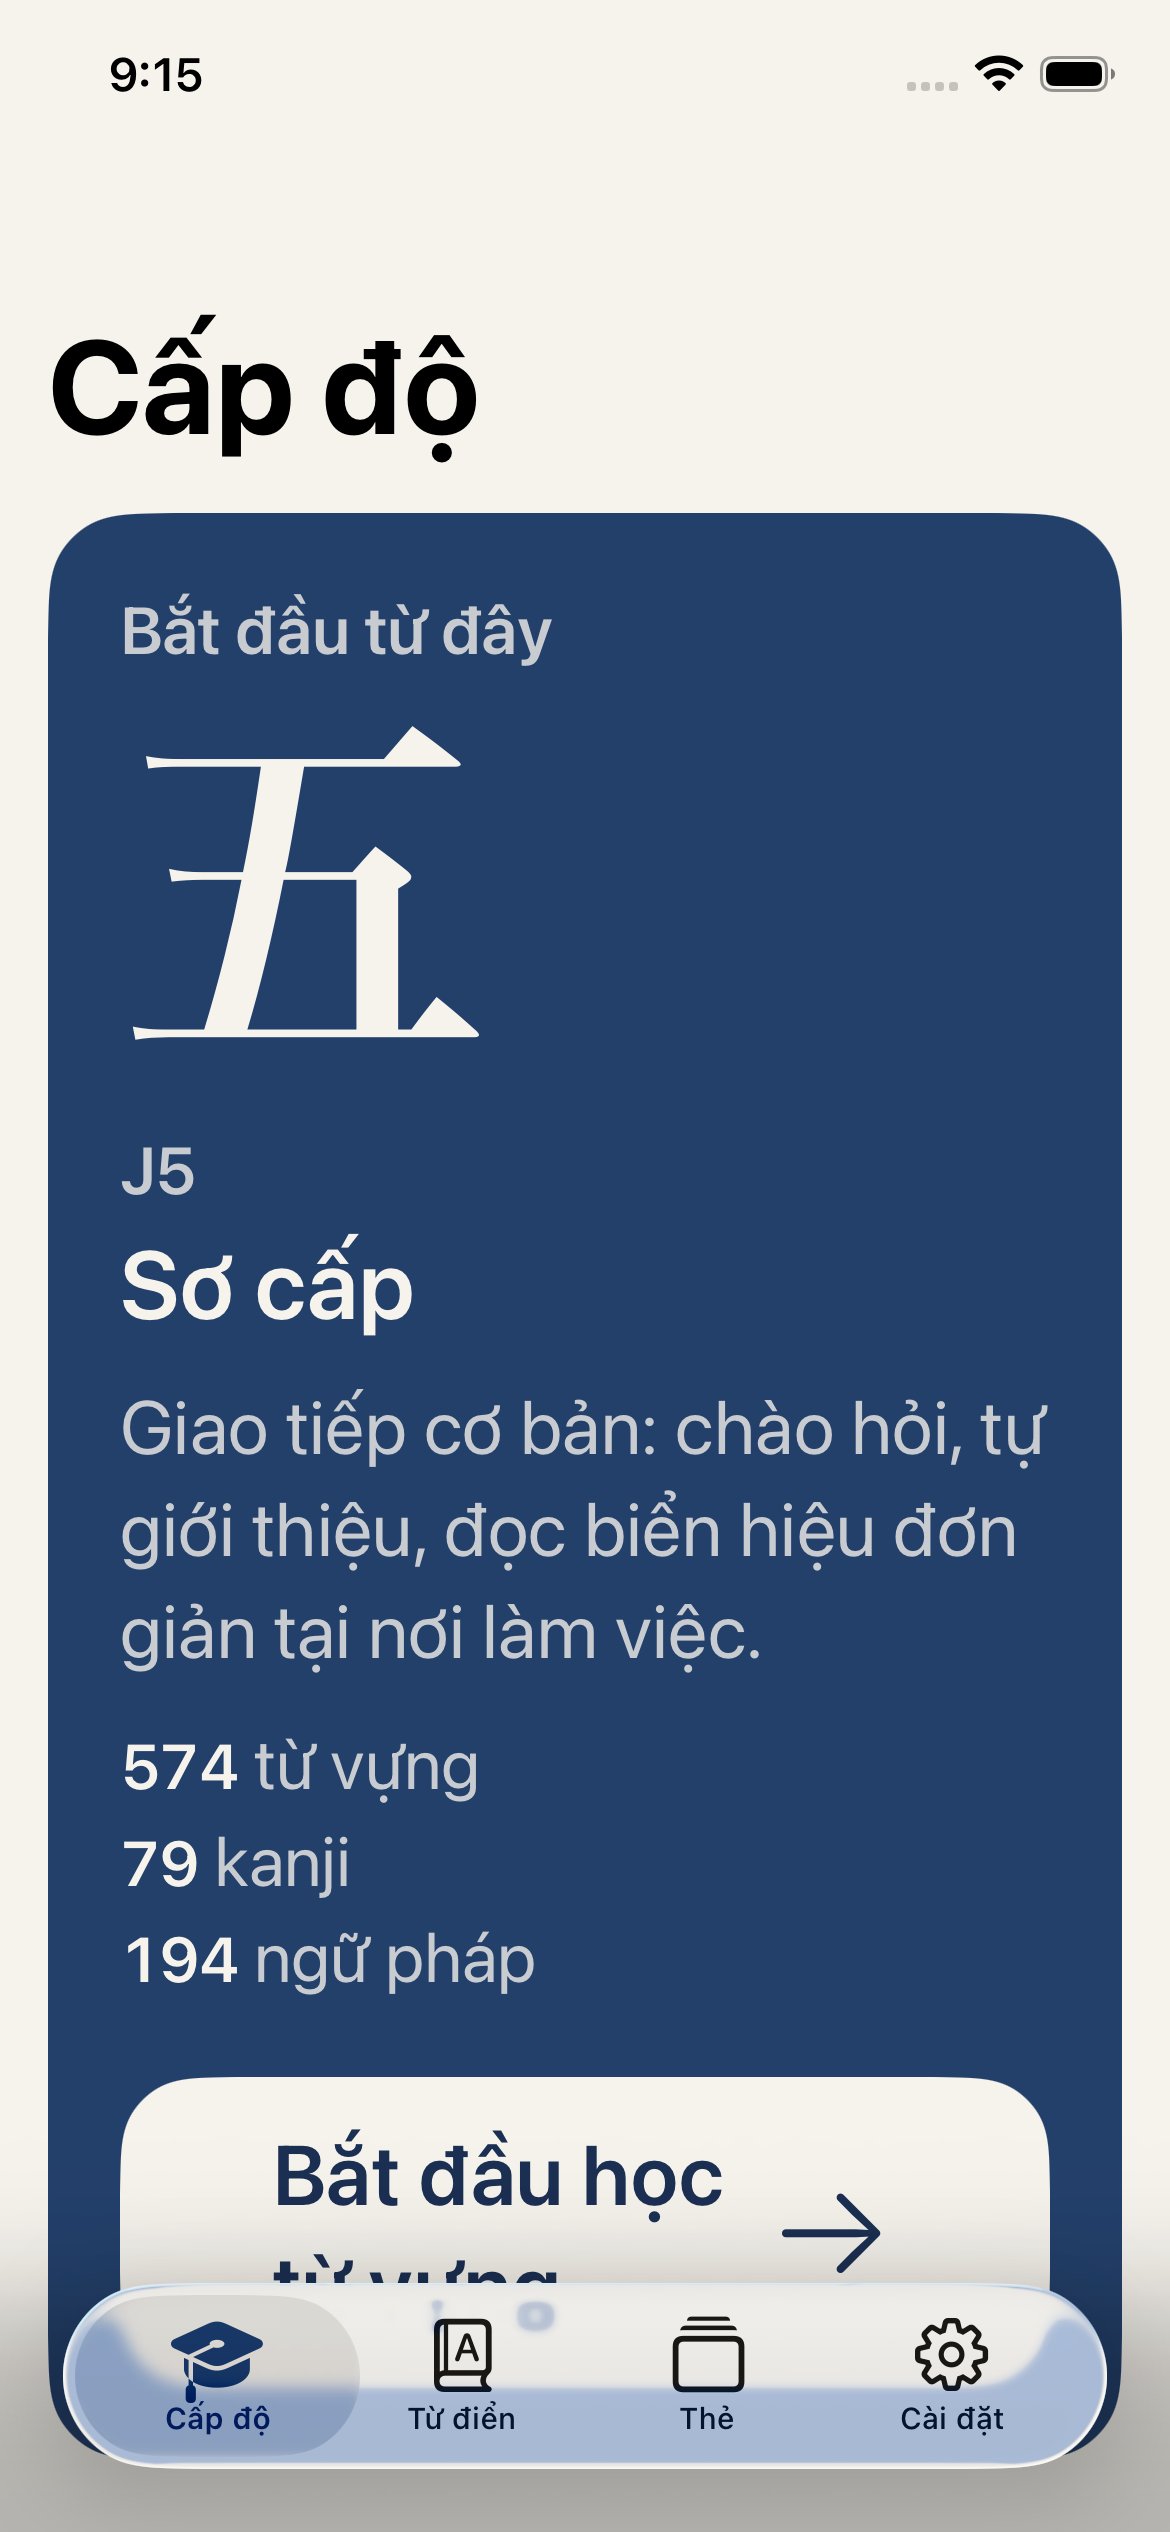 9:15
Cấp độ
Bắt đầu từ đây
五
J5
Sơ cấp
Giao tiếp cơ bản: chào hỏi, tự
giới thiệu, đọc biển hiệu đơn
giản tại nơi làm việc.
574 từ vựng
79 kanji
194 ngữ pháp
Bắt đầu học
từ vựng
Cấp độ
Từ điển
Thẻ
Cài đặt